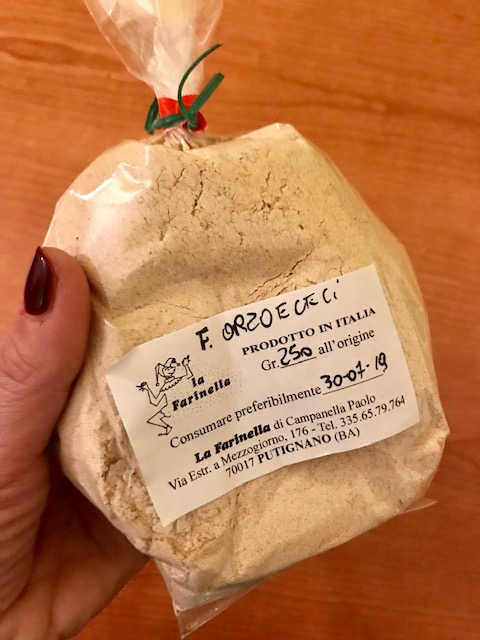 F. ORZO E CECI
PRODOTTO IN ITALIA
Gr. 250 all'origine
la
Farinella
Consumare preferibilmente 30-07-19
La Farinella di Campanella Paolo
Via Estr. a Mezzogiorno, 176 - Tel. 335.65.79.764
70017 PUTIGNANO (BA)